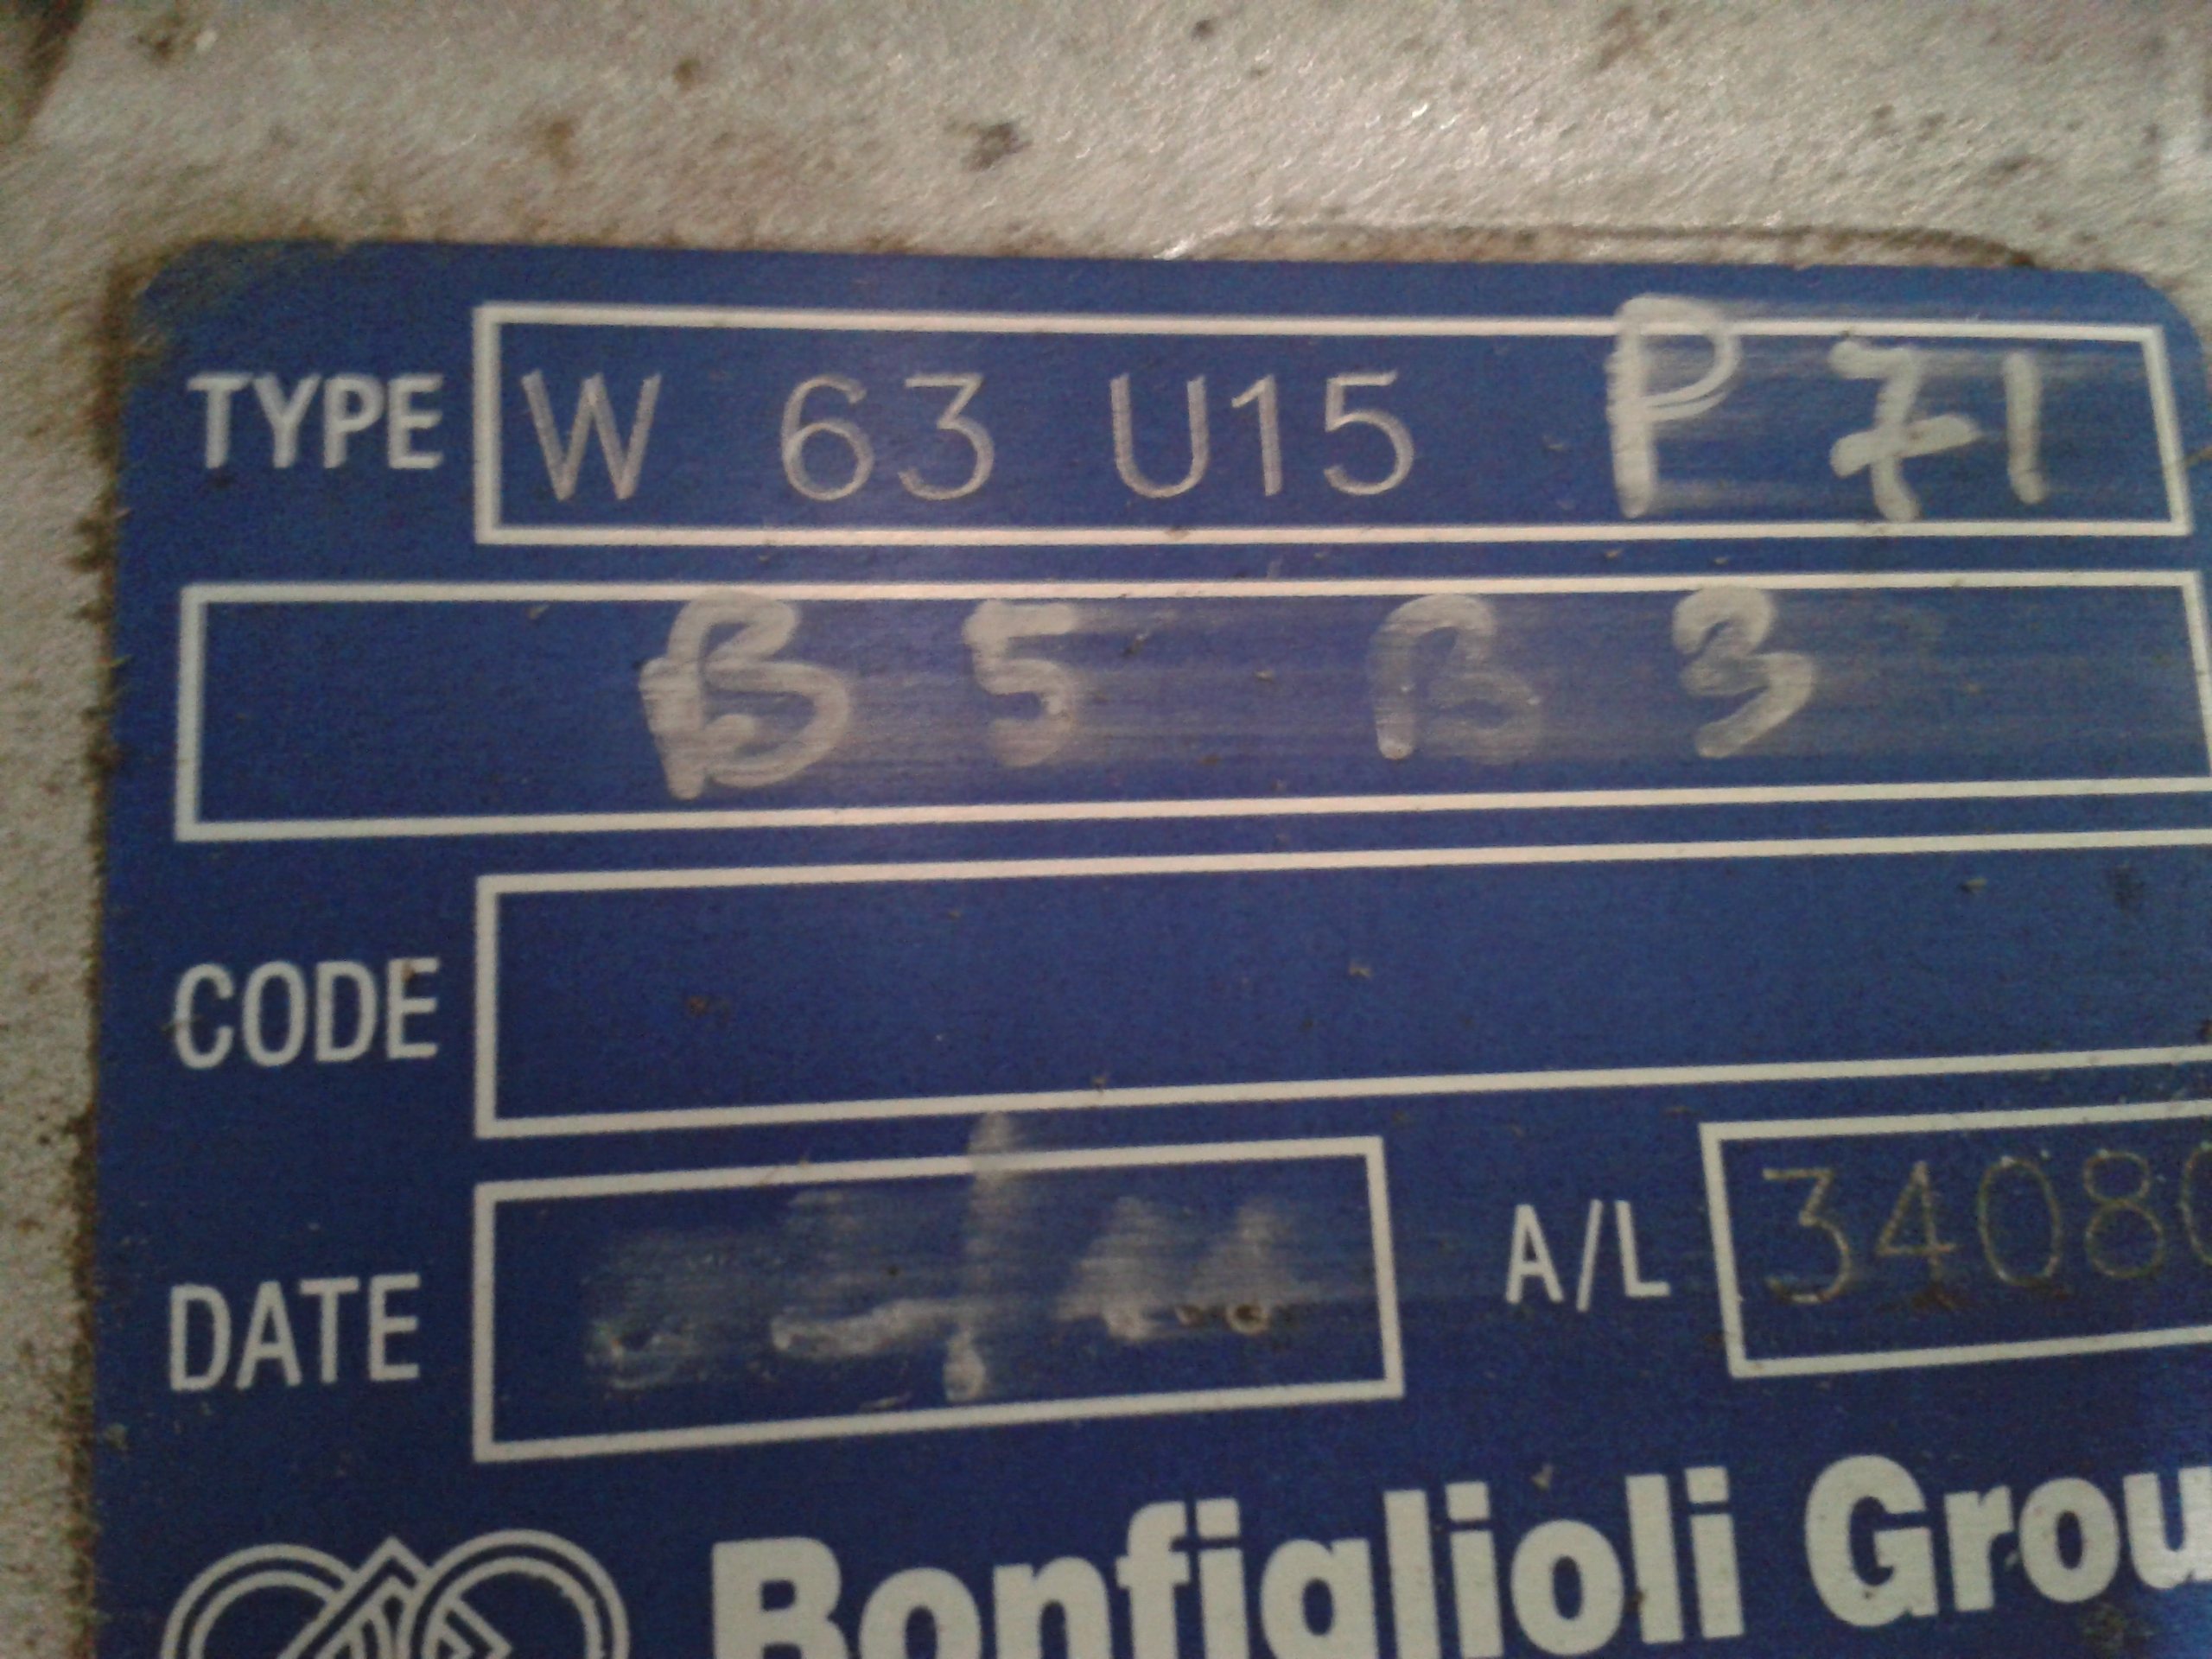 TYPE W 63 U15 P 71
B 5 B 3
CODE
DATE A/L 3408
Bonfiglioli Grou